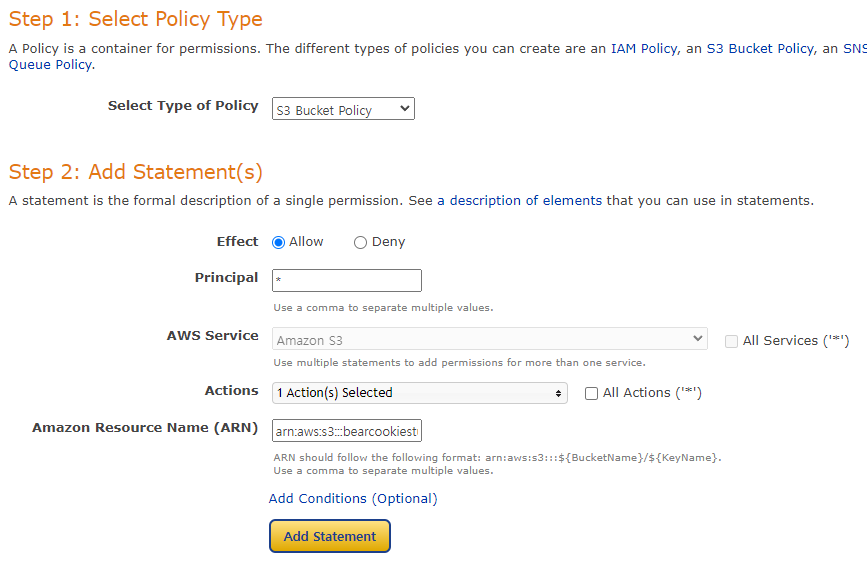 Step 1: Select Policy Type
A Policy is a container for permissions. The different types of policies you can create are an IAM Policy, an S3 Bucket Policy, an SNS
Queue Policy.
Select Type of Policy S3 Bucket Policy
Step 2: Add Statement(s)
A statement is the formal description of a single permission. See a description of elements that you can use in statements.
Effect Allow Deny
Principal *
Use a comma to separate multiple values.
AWS Service Amazon S3 All Services ('*')
Use multiple statements to add permissions for more than one service.
Actions 1 Action(s) Selected All Actions ('*')
Amazon Resource Name (ARN) arn:aws:s3:::bearcookiest
ARN should follow the following format: arn:aws:s3:::${BucketName}/${KeyName}.
Use a comma to separate multiple values.
Add Conditions (Optional)
Add Statement